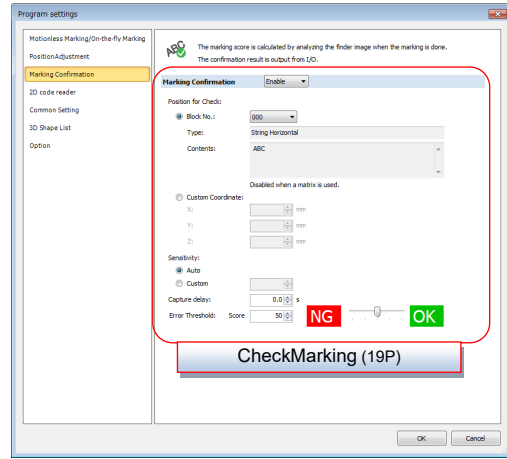 Program settings
Motionless Marking/On-the-fly Marking
PositionAdjustment
Marking Confirmation
2D code reader
Common Setting
3D Shape List
Option
ABC
The marking score is calculated by analyzing the finder image when the marking is done.
The confirmation result is output from I/O.
Marking Confirmation Enable
Position for Check:
Block No.: 000
Type: String Horizontal
Contents: ABC
Disabled when a matrix is used.
Custom Coordinate:
X: mm
Y: mm
Z: mm
Sensitivity:
Auto
Custom
Capture delay: 0.0 s
Error Threshold: Score 50 NG OK
CheckMarking (19P)
OK Cancel